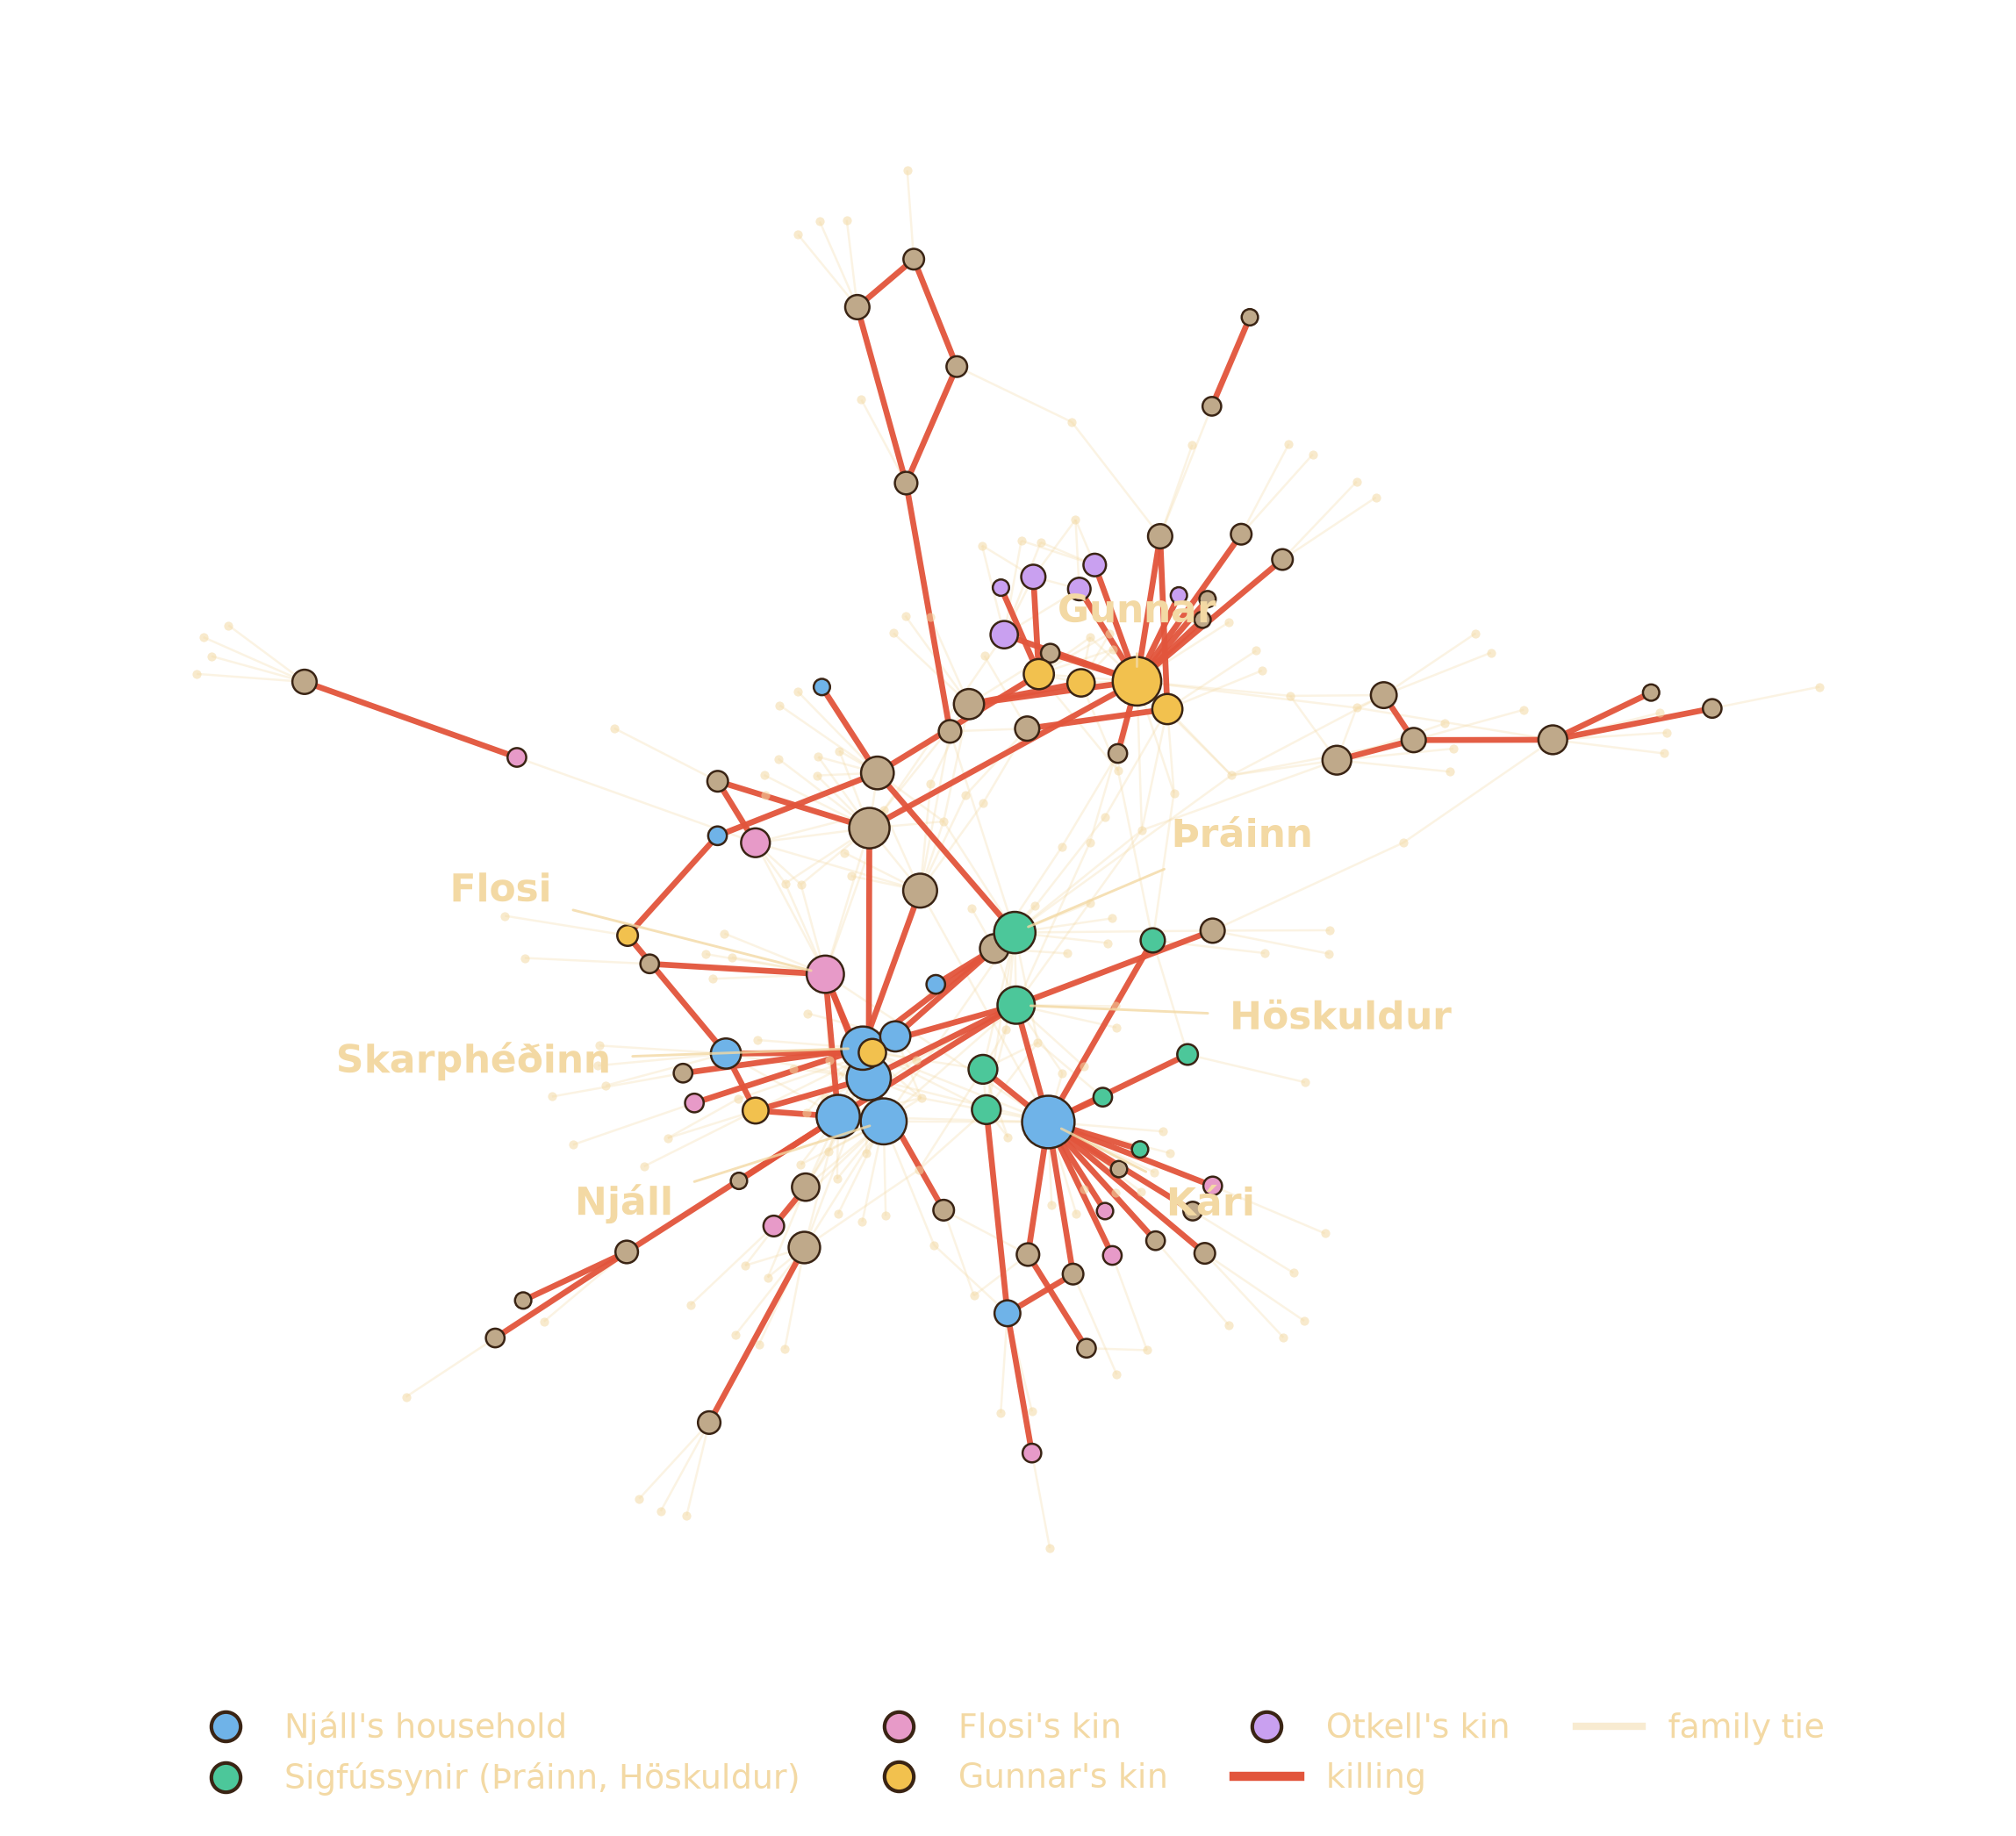 Gunnar
Þráinn
Flosi
Höskuldur
Skarphéðinn
Njáll
Kári
Njáll's household
Flosi's kin
Otkell's kin
family tie
Sigfússynir (Þráinn, Höskuldur)
Gunnar's kin
killing